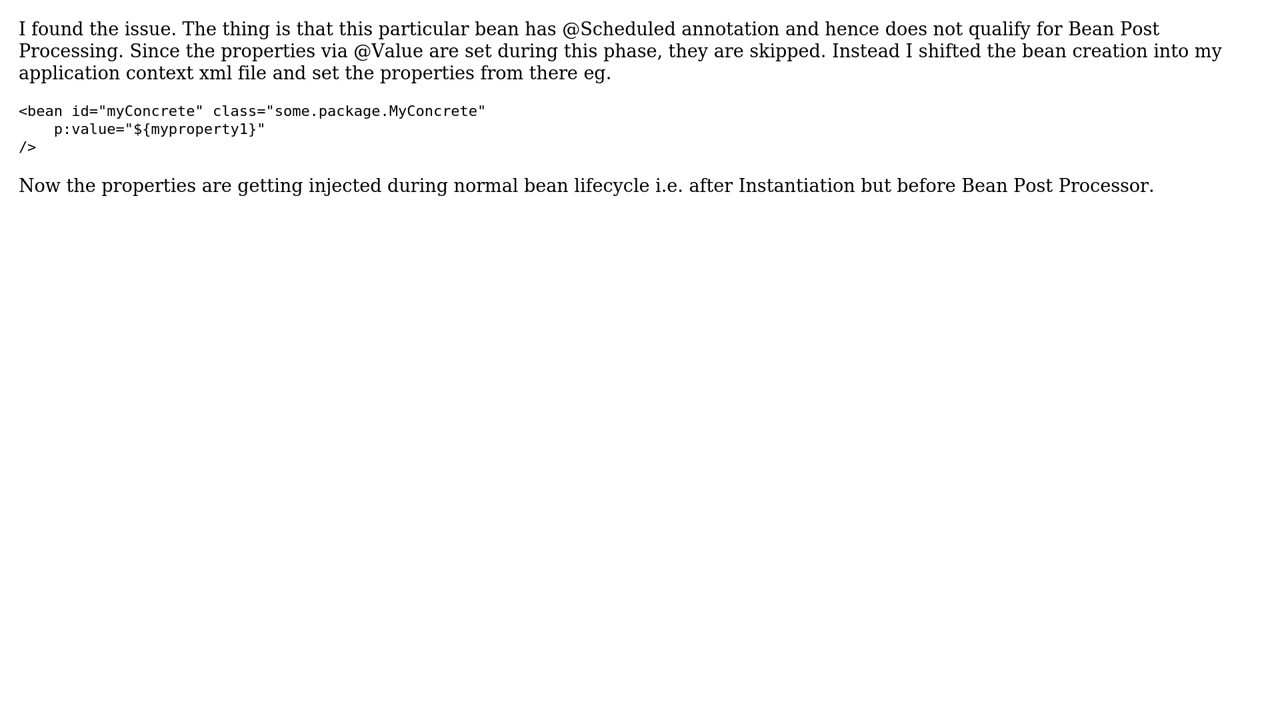 I found the issue. The thing is that this particular bean has @Scheduled annotation and hence does not qualify for Bean Post
Processing. Since the properties via @Value are set during this phase, they are skipped. Instead I shifted the bean creation into my
application context xml file and set the properties from there eg.
<bean id="myConcrete" class="some.package.MyConcrete"
    p:value="${myproperty1}"
/>
Now the properties are getting injected during normal bean lifecycle i.e. after Instantiation but before Bean Post Processor.